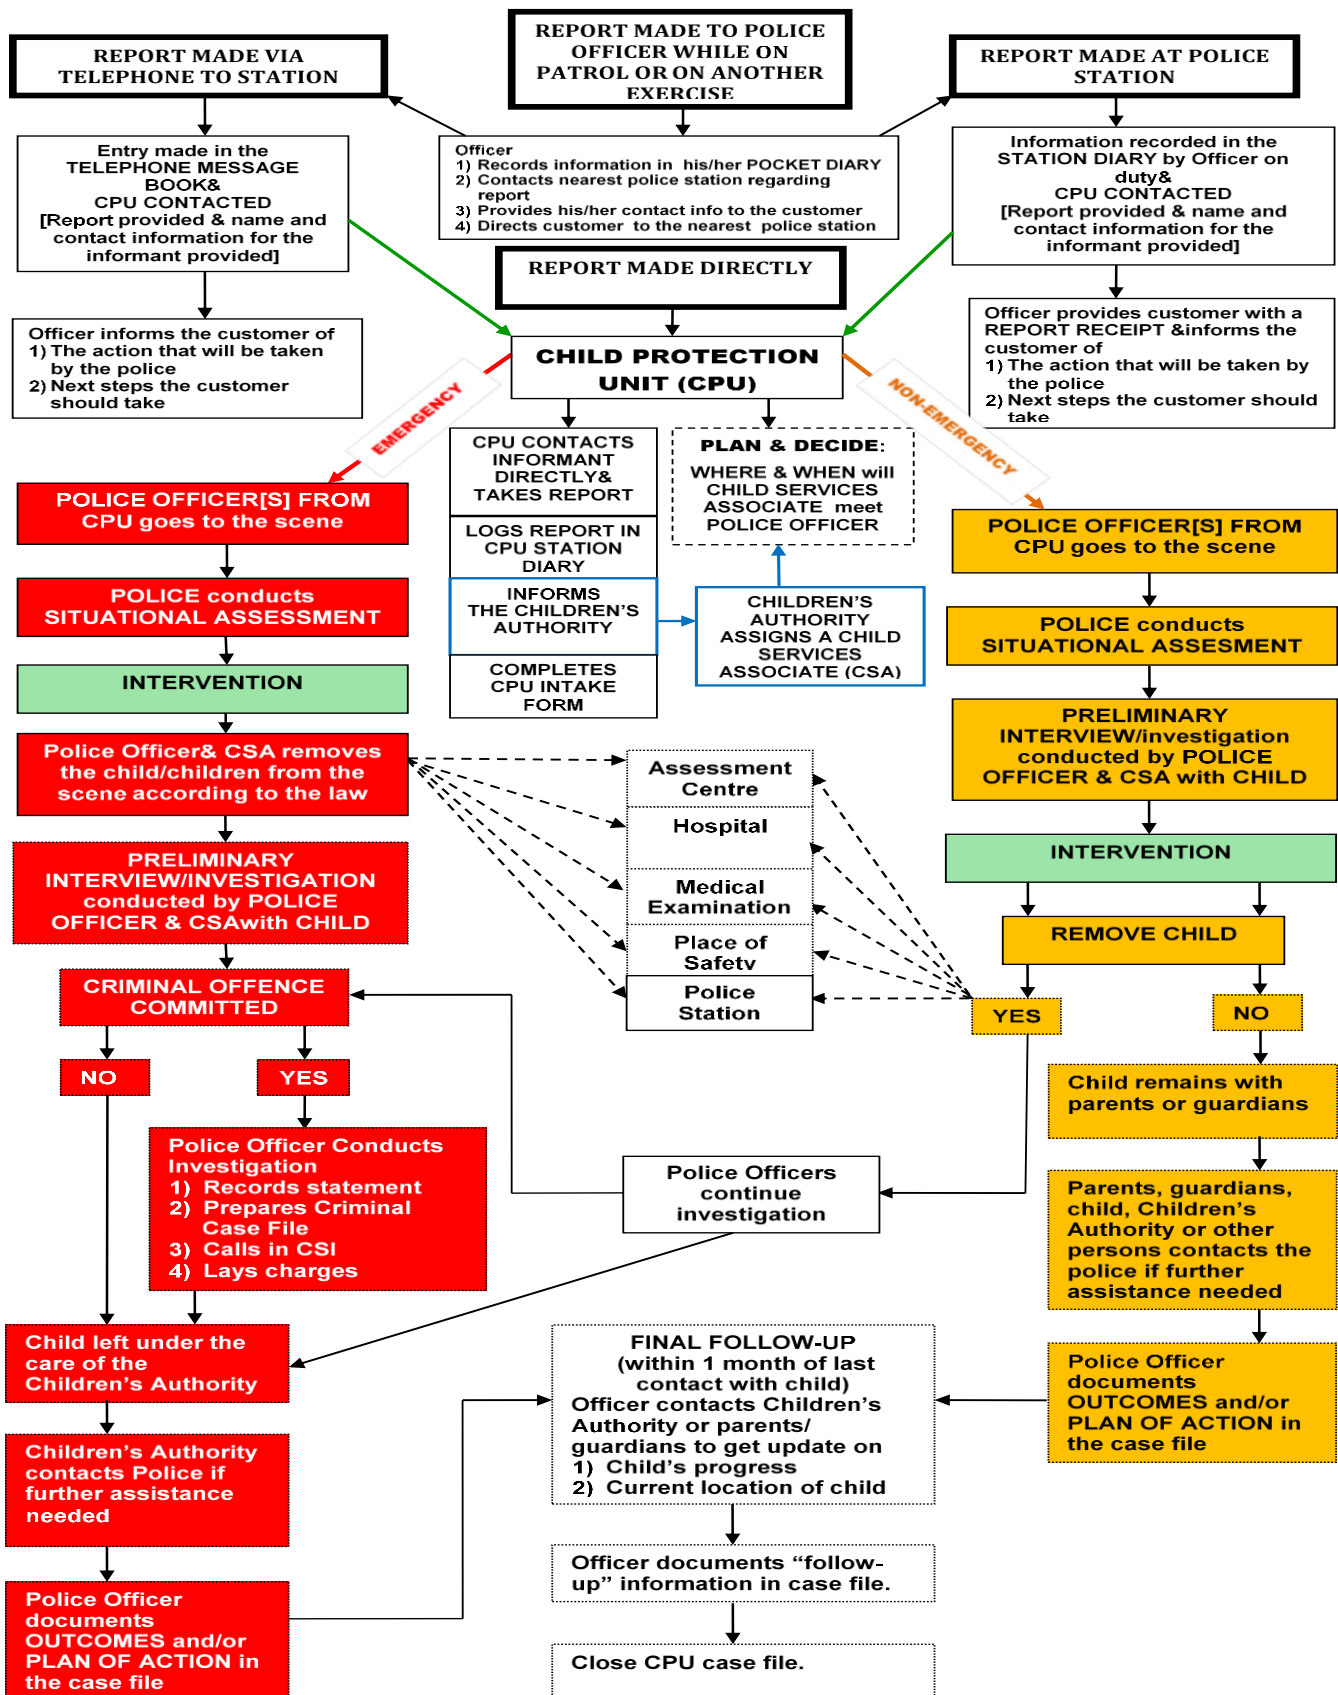 REPORT MADE VIA
TELEPHONE TO STATION
REPORT MADE TO POLICE
OFFICER WHILE ON
PATROL OR ON ANOTHER
EXERCISE
REPORT MADE AT POLICE
STATION
Entry made in the
TELEPHONE MESSAGE
BOOK&
CPU CONTACTED
[Report provided & name and
contact information for the
informant provided]
Officer
1) Records information in his/her POCKET DIARY
2) Contacts nearest police station regarding
report
3) Provides his/her contact info to the customer
4) Directs customer to the nearest police station
Information recorded in the
STATION DIARY by Officer on
duty&
CPU CONTACTED
[Report provided & name and
contact information for the
informant provided]
REPORT MADE DIRECTLY
Officer informs the customer of
1) The action that will be taken
by the police
2) Next steps the customer
should take
CHILD PROTECTION
UNIT (CPU)
Officer provides customer with a
REPORT RECEIPT &informs the
customer of
1) The action that will be taken by
the police
2) Next steps the customer should
take
EMERGENCY
NON-EMERGENCY
CPU CONTACTS
INFORMANT
DIRECTLY&
TAKES REPORT
LOGS REPORT IN
CPU STATION
DIARY
INFORMS
THE CHILDREN'S
AUTHORITY
COMPLETES
CPU INTAKE
FORM
PLAN & DECIDE:
WHERE & WHEN will
CHILD SERVICES
ASSOCIATE meet
POLICE OFFICER
CHILDREN'S
AUTHORITY
ASSIGNS A CHILD
SERVICES
ASSOCIATE (CSA)
POLICE OFFICER[S] FROM
CPU goes to the scene
POLICE conducts
SITUATIONAL ASSESSMENT
INTERVENTION
Police Officer& CSA removes
the child/children from the
scene according to the law
PRELIMINARY
INTERVIEW/INVESTIGATION
conducted by POLICE
OFFICER & CSAwith CHILD
CRIMINAL OFFENCE
COMMITTED
NO
YES
Police Officer Conducts
Investigation
1) Records statement
2) Prepares Criminal
Case File
3) Calls in CSI
4) Lays charges
Child left under the
care of the
Children's Authority
Children's Authority
contacts Police if
further assistance
needed
Police Officer
documents
OUTCOMES and/or
PLAN OF ACTION in
the case file
Assessment
Centre
Hospital
Medical
Examination
Place of
Safety
Police
Station
Police Officers
continue
investigation
POLICE OFFICER[S] FROM
CPU goes to the scene
POLICE conducts
SITUATIONAL ASSESMENT
PRELIMINARY
INTERVIEW/investigation
conducted by POLICE
OFFICER & CSA with CHILD
INTERVENTION
REMOVE CHILD
YES
NO
Child remains with
parents or guardians
Parents, guardians,
child, Children's
Authority or other
persons contacts the
police if further
assistance needed
Police Officer
documents
OUTCOMES and/or
PLAN OF ACTION in
the case file
FINAL FOLLOW-UP
(within 1 month of last
contact with child)
Officer contacts Children's
Authority or parents/
guardians to get update on
1) Child's progress
2) Current location of child
Officer documents “follow-
up” information in case file.
Close CPU case file.